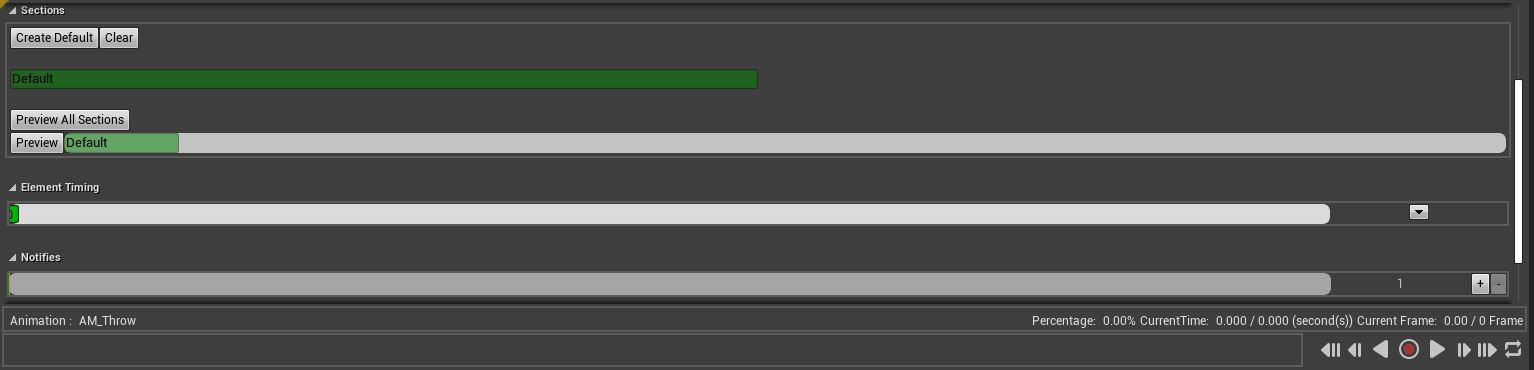 Sections
Create Default Clear
Default
Preview All Sections
Preview Default
Element Timing
Notifies
1 + -
Animation : AM_Throw Percentage: 0.00% CurrentTime: 0.000 / 0.000 (second(s)) Current Frame: 0.00 / 0 Frame